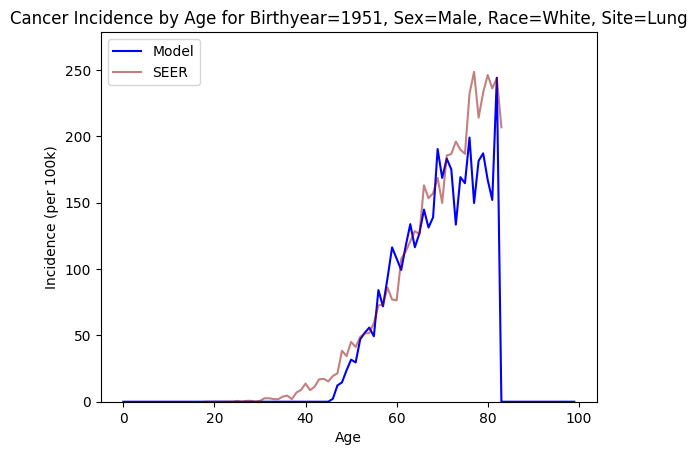 Cancer Incidence by Age for Birthyear=1951, Sex=Male, Race=White, Site=Lung
Model
SEER
250
200
150
100
50
0
Incidence (per 100k)
0 20 40 60 80 100
Age